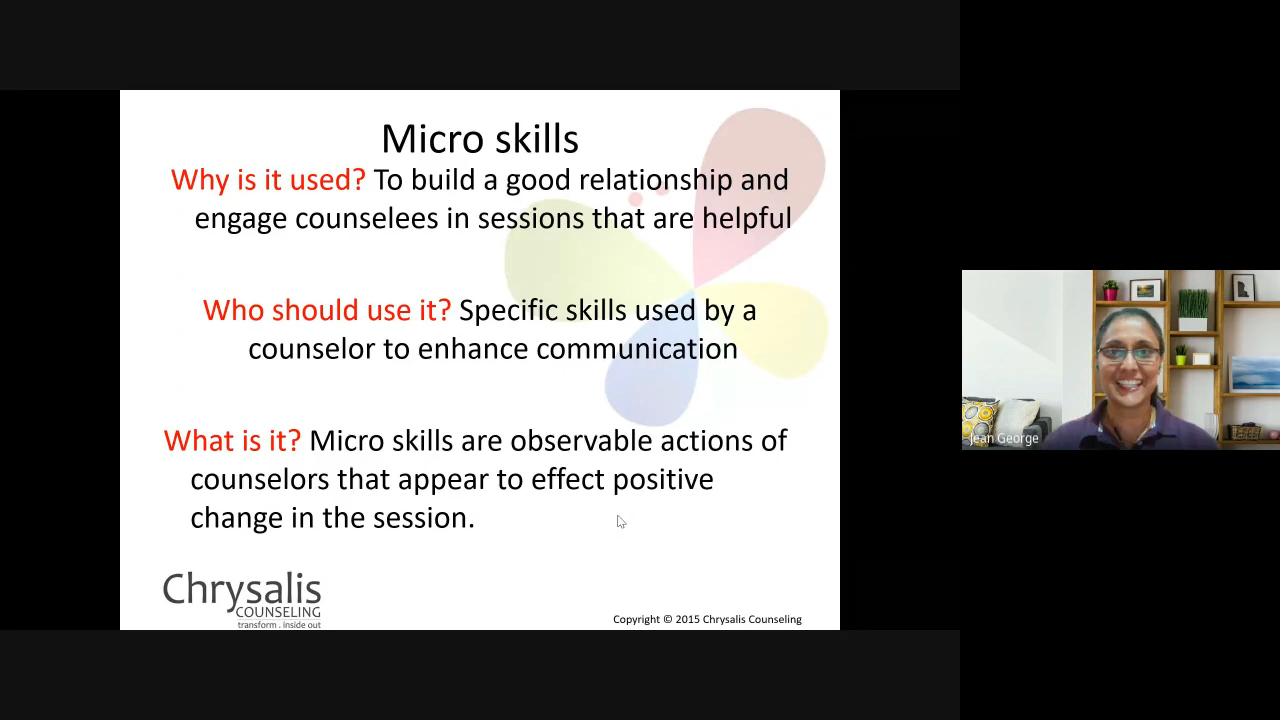 Micro skills
Why is it used? To build a good relationship and
engage counselees in sessions that are helpful
Who should use it? Specific skills used by a
counselor to enhance communication
What is it? Micro skills are observable actions of
counselors that appear to effect positive
change in the session.
Chrysalis
COUNSELING
transform . inside out
Copyright © 2015 Chrysalis Counseling
Jean George